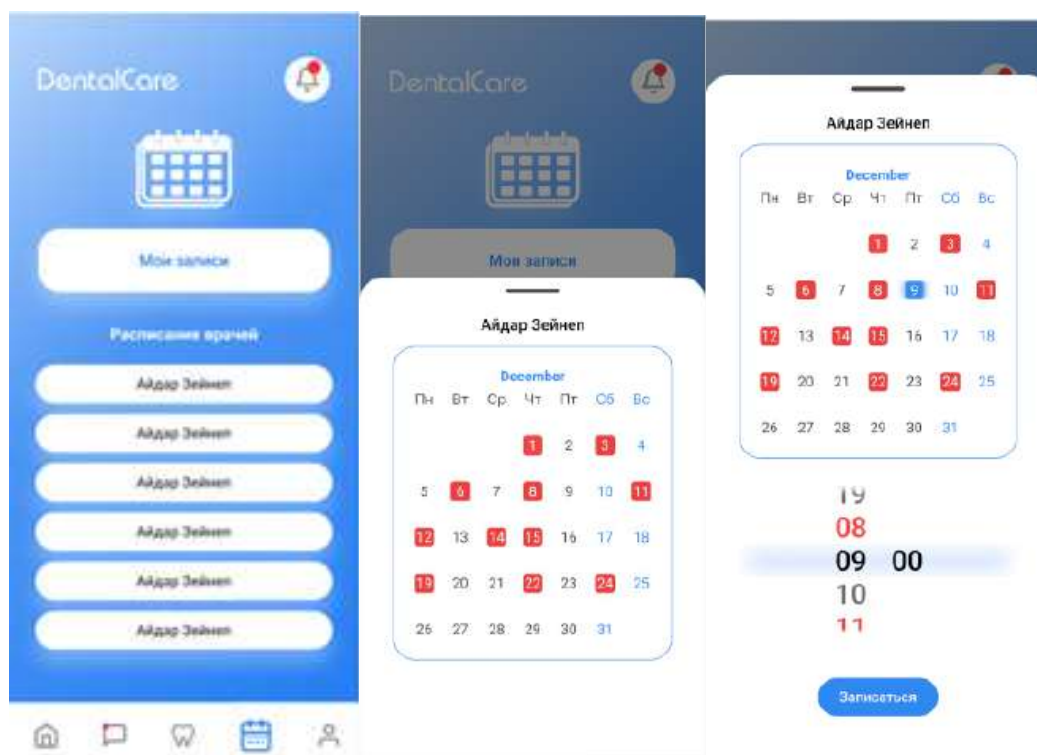 DentalCare
Мои записи
Расписание врачей
Айдар Зейнеп
Айдар Зейнеп
Айдар Зейнеп
Айдар Зейнеп
Айдар Зейнеп
Айдар Зейнеп
DentalCare
Мои записи
Айдар Зейнеп
December
Пн Вт Ср Чт Пт Сб Вс
1 2 3 4
5 6 7 8 9 10 11
12 13 14 15 16 17 18
19 20 21 22 23 24 25
26 27 28 29 30 31
Айдар Зейнеп
December
Пн Вт Ср Чт Пт Сб Вс
1 2 3 4
5 6 7 8 9 10 11
12 13 14 15 16 17 18
19 20 21 22 23 24 25
26 27 28 29 30 31
19
08
09 00
10
11
Записаться